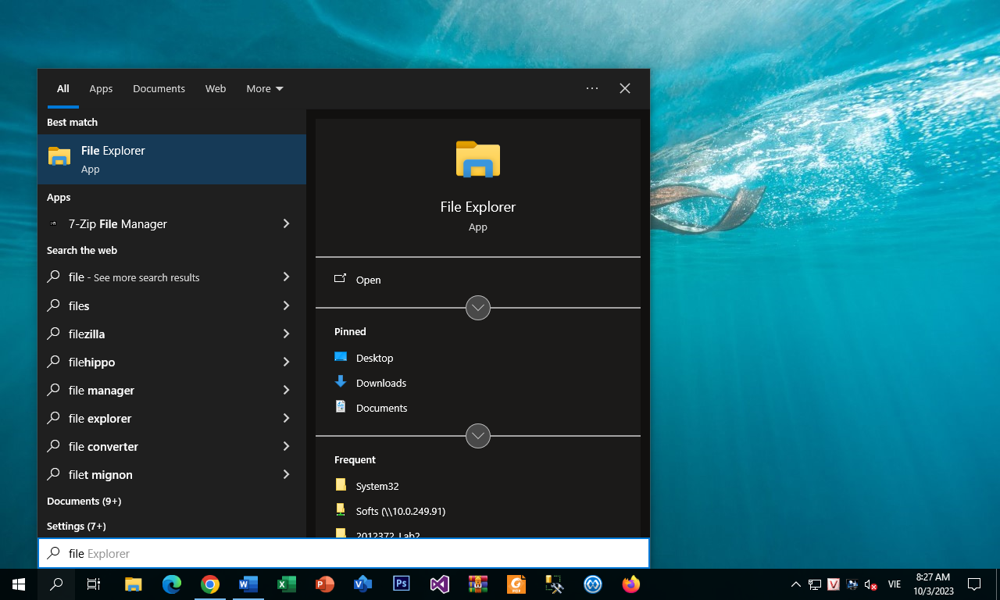 All Apps Documents Web More
Best match
File Explorer
App
Apps
7-Zip File Manager
Search the web
file - See more search results
files
filezilla
filehippo
file manager
file explorer
file converter
filet mignon
Documents (9+)
Settings (7+)
file Explorer
File Explorer
App
Open
Pinned
Desktop
Downloads
Documents
Frequent
System32
Softs (\\10.0.249.91)
2012372_Lab2
W X P V Ps G PDF V VIE
8:27 AM
10/3/2023